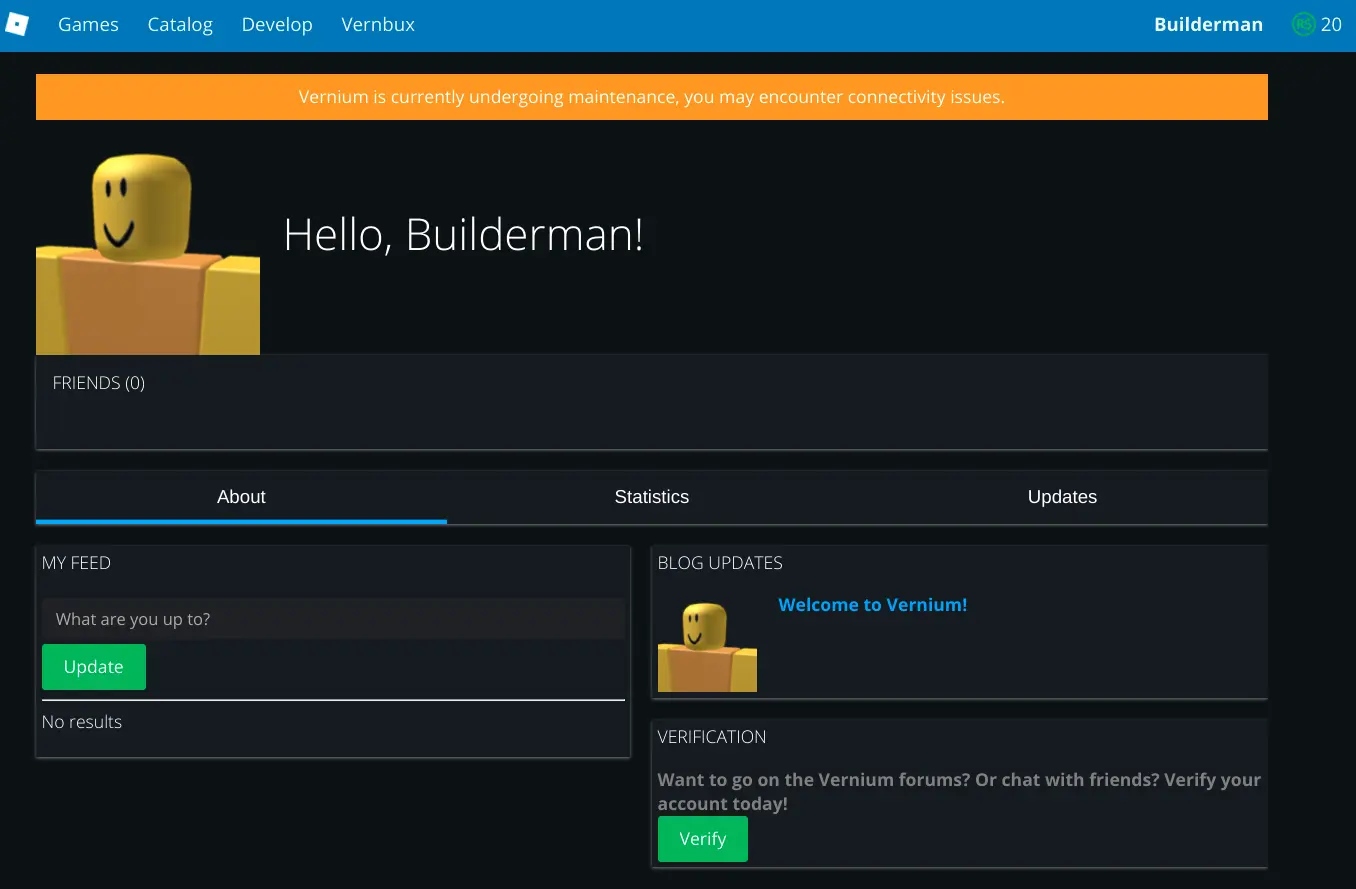 Games Catalog Develop Vernbux Builderman R$ 20
Vernium is currently undergoing maintenance, you may encounter connectivity issues.
Hello, Builderman!
FRIENDS (0)
About Statistics Updates
MY FEED
What are you up to?
Update
No results
BLOG UPDATES
Welcome to Vernium!
VERIFICATION
Want to go on the Vernium forums? Or chat with friends? Verify your
account today!
Verify